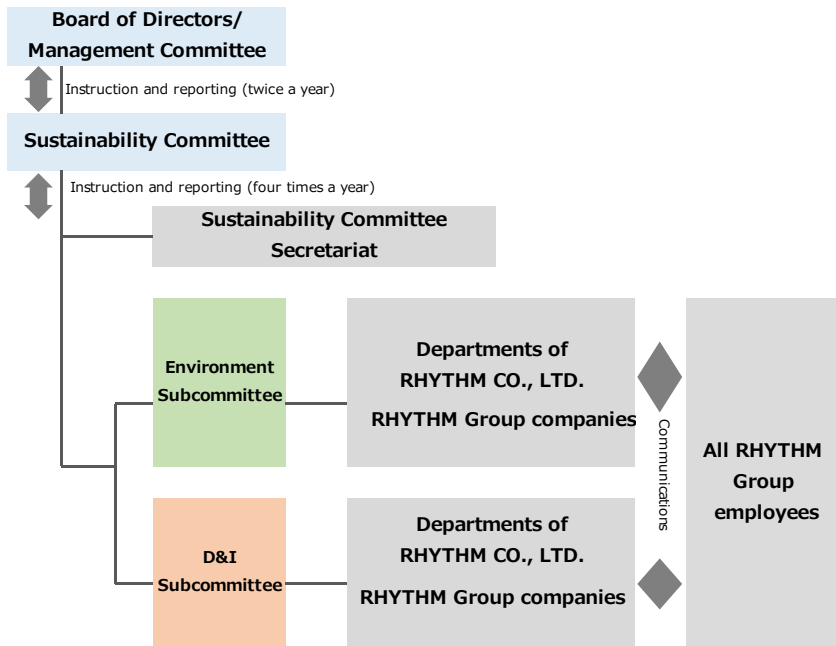 Board of Directors/
Management Committee
Instruction and reporting (twice a year)
Sustainability Committee
Instruction and reporting (four times a year)
Sustainability Committee
Secretariat
Environment
Subcommittee
Departments of
RHYTHM CO., LTD.
RHYTHM Group companies
Communications
All RHYTHM
Group
employees
D&I
Subcommittee
Departments of
RHYTHM CO., LTD.
RHYTHM Group companies